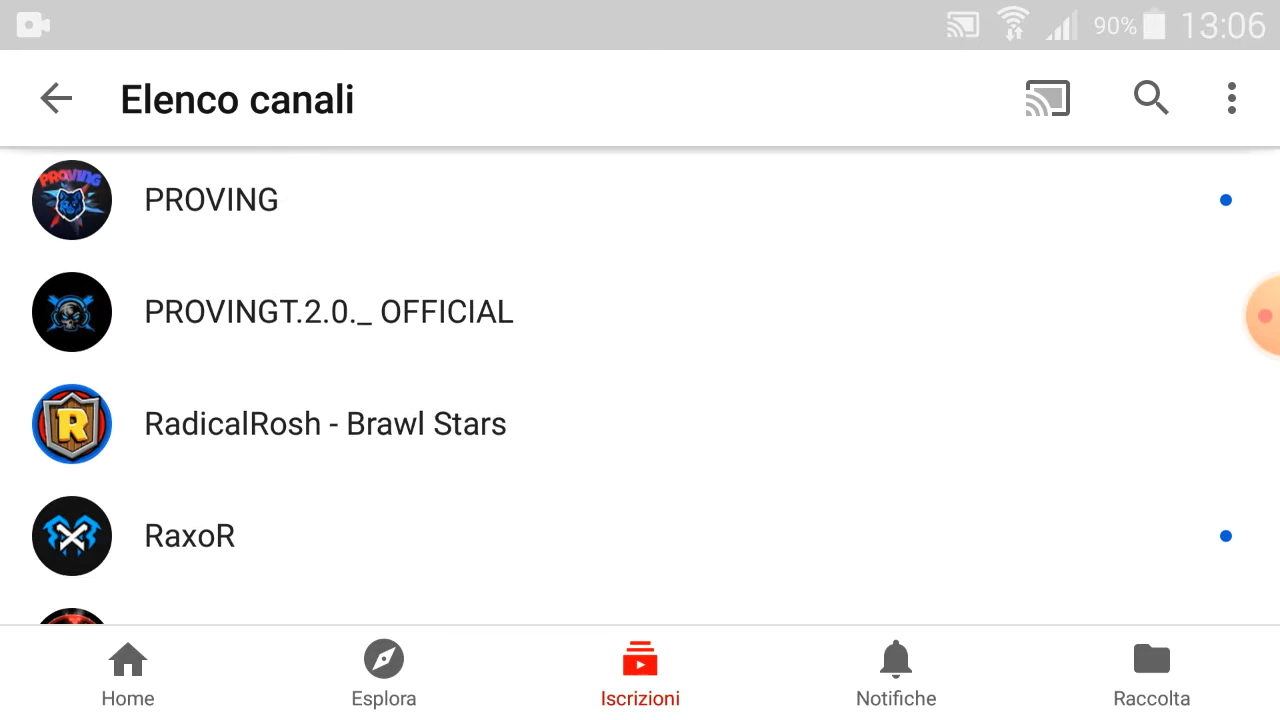 90% 13:06
Elenco canali
PROVING
PROVING
PROVINGT.2.0._ OFFICIAL
R
RadicalRosh - Brawl Stars
RaxoR
Home Esplora Iscrizioni Notifiche Raccolta